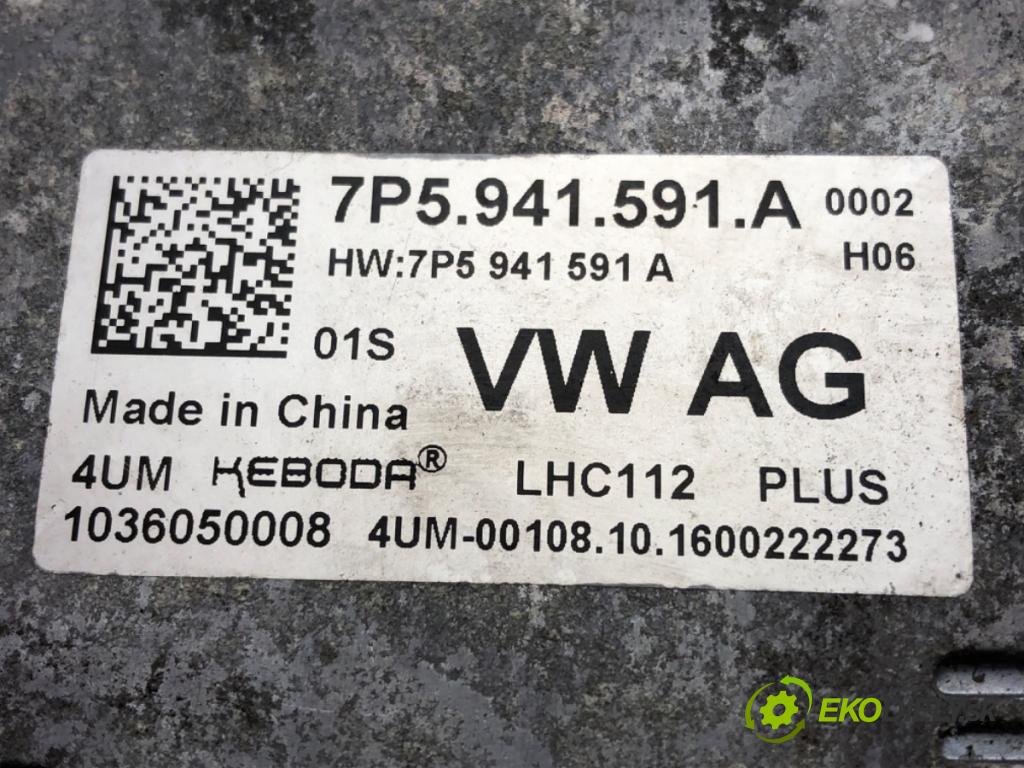 7P5.941.591.A 0002
HW:7P5 941 591 A H06
01S VW AG
Made in China
4UM KEBODA® LHC112 PLUS
1036050008 4UM-00108.10.1600222273
EKO